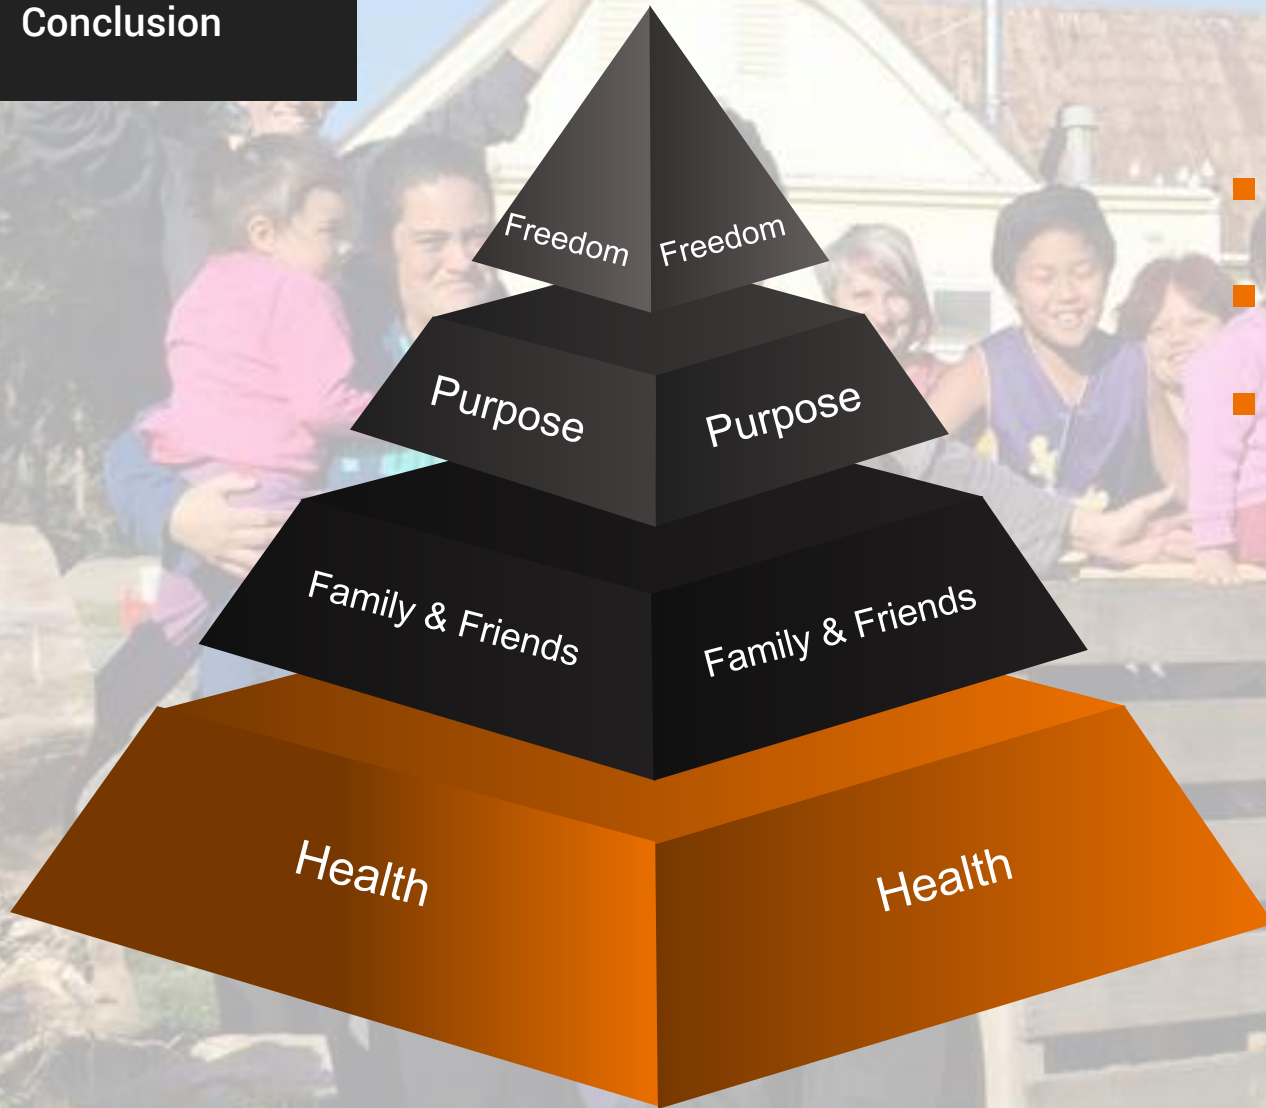 Conclusion
Freedom Freedom
Purpose Purpose
Family & Friends Family & Friends
Health Health